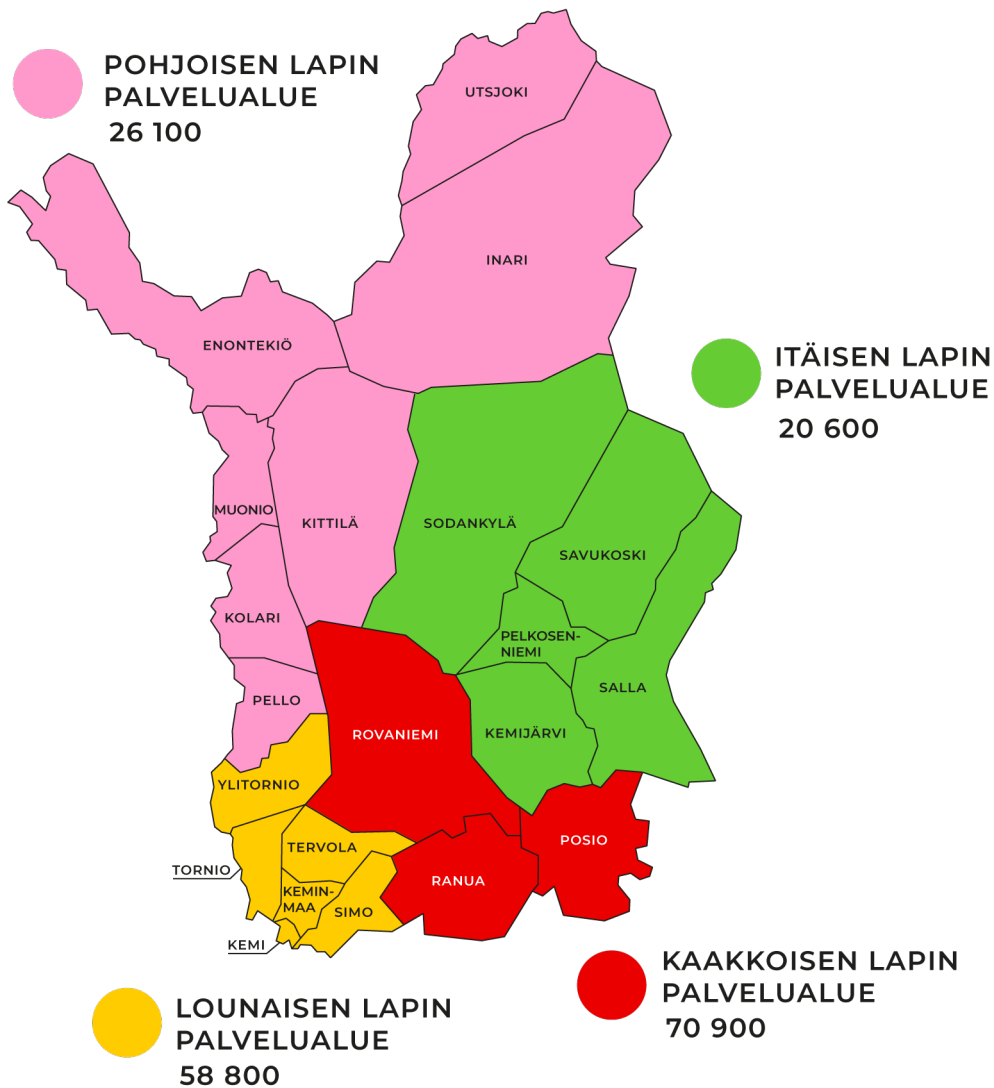 POHJOISEN LAPIN
PALVELUALUE
26 100
UTSJOKI
INARI
ENONTEKIÖ
ITÄISEN LAPIN
PALVELUALUE
20 600
MUONIO
KITTILÄ
SODANKYLÄ
SAVUKOSKI
KOLARI
PELKOSEN-
NIEMI
SALLA
PELLO
ROVANIEMI
KEMIJÄRVI
YLITORNIO
POSIO
TERVOLA
TORNIO
RANUA
KEMIN-
MAA
SIMO
KEMI
KAAKKOISEN LAPIN
PALVELUALUE
70 900
LOUNAISEN LAPIN
PALVELUALUE
58 800